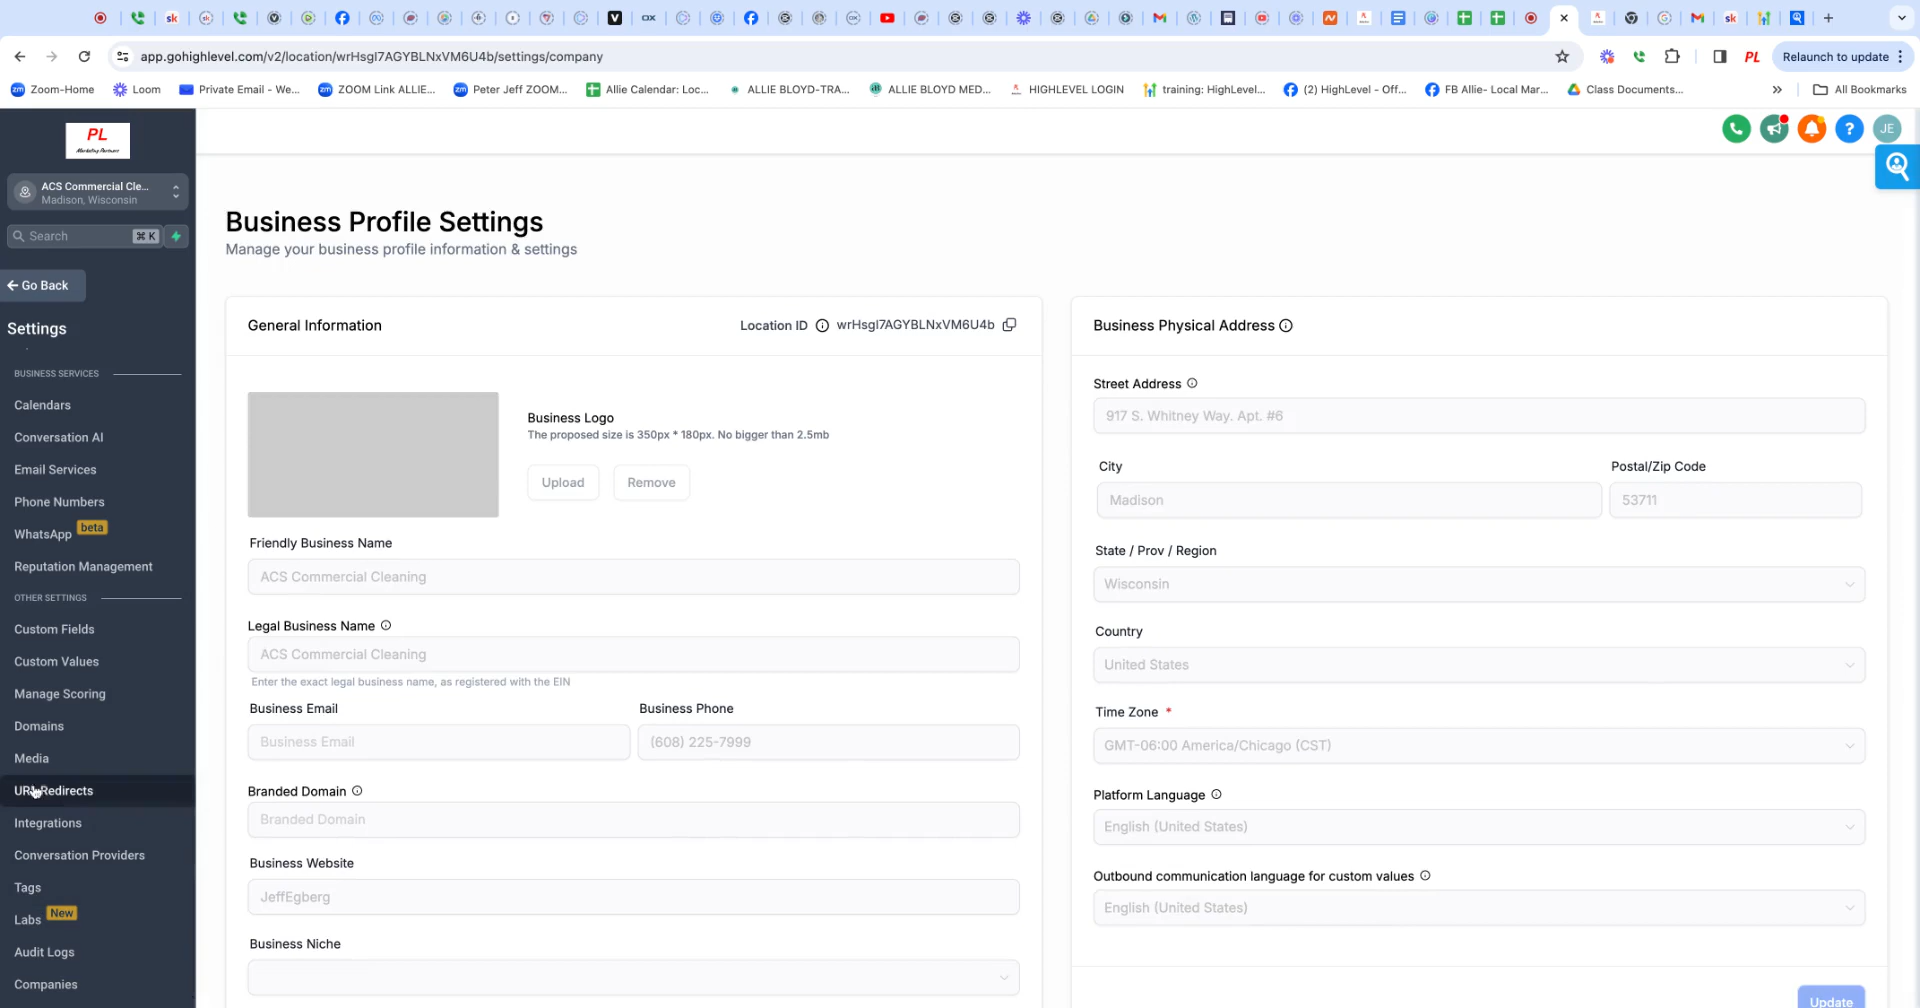 app.gohighlevel.com/v2/location/wrHsgI7AGYBLNxVM6U4b/settings/company
Relaunch to update
Zoom-Home
Loom
Private Email - We...
ZOOM Link ALLIE...
Peter Jeff ZOOM...
Allie Calendar: Loc...
ALLIE BLOYD-TRA...
ALLIE BLOYD MED...
HIGHLEVEL LOGIN
training: HighLevel...
(2) HighLevel - Off...
FB Allie- Local Mar...
Class Documents...
All Bookmarks
PL
Marketing Partners
JE
ACS Commercial Cle...
Madison, Wisconsin
Search
⌘ K
Go Back
Settings
BUSINESS SERVICES
Calendars
Conversation AI
Email Services
Phone Numbers
WhatsApp beta
Reputation Management
OTHER SETTINGS
Custom Fields
Custom Values
Manage Scoring
Domains
Media
URL Redirects
Integrations
Conversation Providers
Tags
Labs New
Audit Logs
Companies
Business Profile Settings
Manage your business profile information & settings
General Information
Location ID wrHsgI7AGYBLNxVM6U4b
Business Logo
The proposed size is 350px * 180px. No bigger than 2.5mb
Upload
Remove
Friendly Business Name
ACS Commercial Cleaning
Legal Business Name
ACS Commercial Cleaning
Enter the exact legal business name, as registered with the EIN
Business Email
Business Phone
Business Email
(608) 225-7999
Branded Domain
Branded Domain
Business Website
JeffEgberg
Business Niche
Business Physical Address
Street Address
917 S. Whitney Way. Apt. #6
City
Postal/Zip Code
Madison
53711
State / Prov / Region
Wisconsin
Country
United States
Time Zone *
GMT-06:00 America/Chicago (CST)
Platform Language
English (United States)
Outbound communication language for custom values
English (United States)
Update